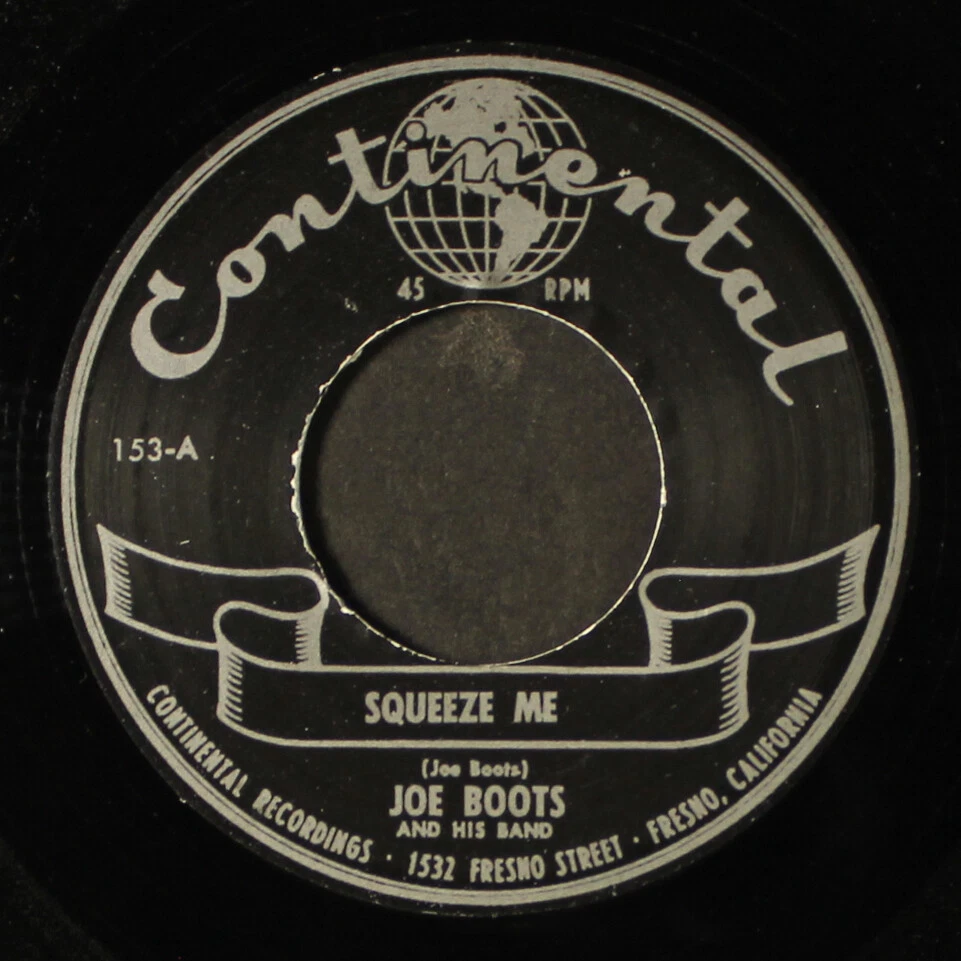 Continental
45 RPM
153-A
SQUEEZE ME
(Joe Boots)
JOE BOOTS
AND HIS BAND
CONTINENTAL RECORDINGS · 1532 FRESNO STREET · FRESNO, CALIFORNIA